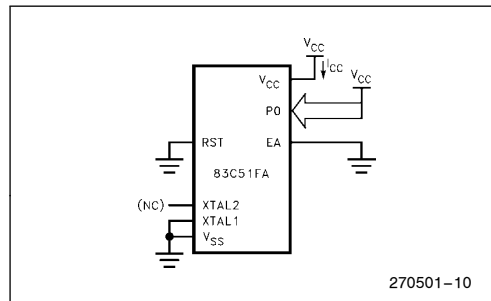 VCC
ICC
VCC
VCC
P0
RST
EA
83C51FA
(NC)
XTAL2
XTAL1
VSS
270501-10